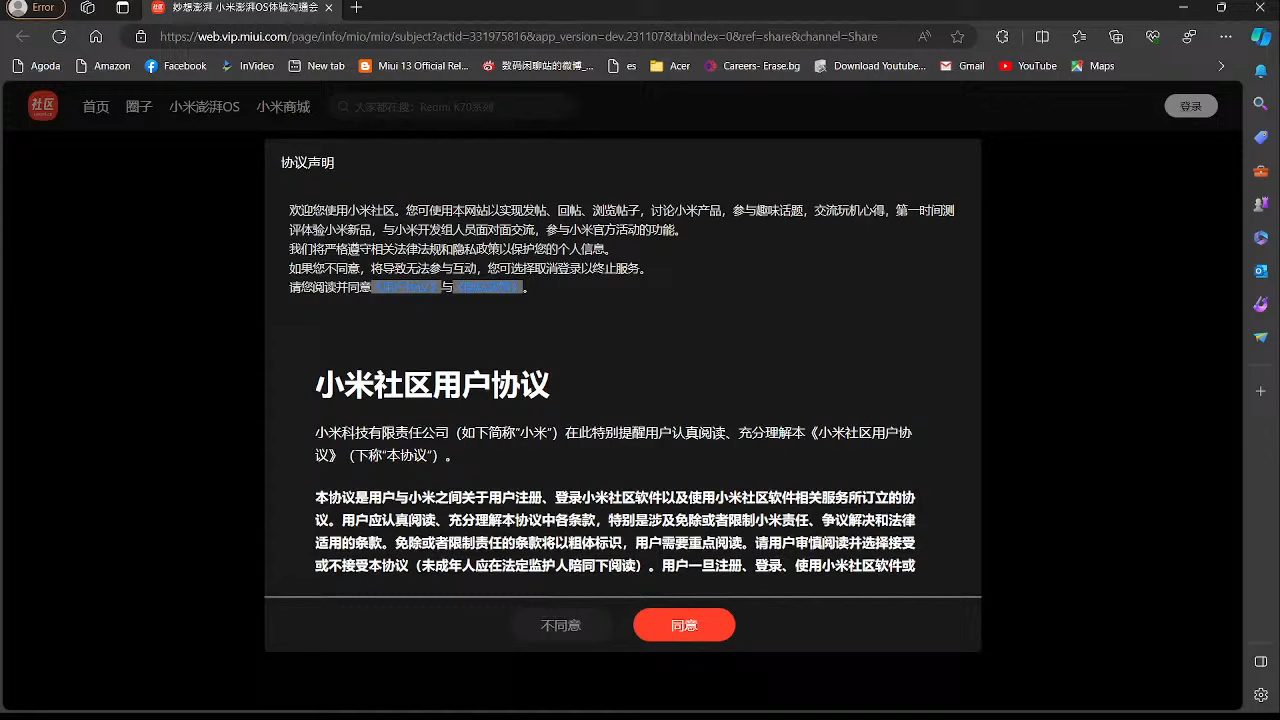 Error
妙想澎湃 小米澎湃OS体验沟通会
https://web.vip.miui.com/page/info/mio/mio/subject?actid=331975816&app_version=dev.231107&tabIndex=0&ref=share&channel=Share
Agoda
Amazon
Facebook
InVideo
New tab
Miui 13 Official Rel...
数码闲聊站的微博_...
es
Acer
Careers- Erase.bg
Download Youtube...
Gmail
YouTube
Maps
社区
首页
圈子
小米澎湃OS
小米商城
大家都在搜：Redmi K70系列
登录
协议声明
欢迎您使用小米社区。您可使用本网站以实现发帖、回帖、浏览帖子，讨论小米产品，参与趣味话题，交流玩机心得，第一时间测
评体验小米新品，与小米开发组人员面对面交流，参与小米官方活动的功能。
我们将严格遵守相关法律法规和隐私政策以保护您的个人信息。
如果您不同意，将导致无法参与互动，您可选择取消登录以终止服务。
请您阅读并同意《用户协议》与《隐私政策》。
小米社区用户协议
小米科技有限责任公司（如下简称"小米"）在此特别提醒用户认真阅读、充分理解本《小米社区用户协
议》（下称"本协议"）。
本协议是用户与小米之间关于用户注册、登录小米社区软件以及使用小米社区软件相关服务所订立的协
议。用户应认真阅读、充分理解本协议中各条款，特别是涉及免除或者限制小米责任、争议解决和法律
适用的条款。免除或者限制责任的条款将以粗体标识，用户需要重点阅读。请用户审慎阅读并选择接受
或不接受本协议（未成年人应在法定监护人陪同下阅读）。用户一旦注册、登录、使用小米社区软件或
不同意
同意